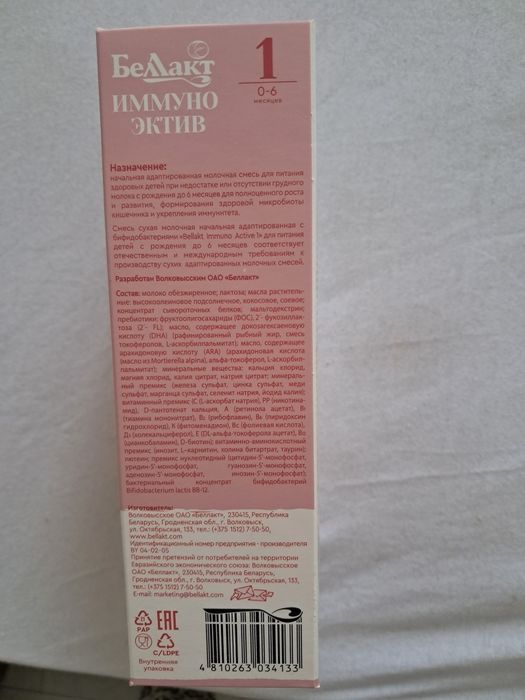 БеЛЛакт
ИММУНО
ЭКТИВ
1
0-6
месяцев
Назначение:
начальная адаптированная молочная смесь для питания
здоровых детей при недостатке или отсутствии грудного
молока с рождения до 6 месяцев для полноценного роста
и развития, формирования здоровой микробиоты
кишечника и укрепления иммунитета.
Смесь сухая молочная начальная адаптированная с
бифидобактериями «Bellakt Immuno Active 1» для питания
детей с рождения до 6 месяцев соответствует
отечественным и международным требованиям к
производству сухих адаптированных молочных смесей.
Разработан Волковысским ОАО «Беллакт»
Состав: молоко обезжиренное; лактоза; масла раститель-
ные: высокоолеиновое подсолнечное, кокосовое, соевое;
концентрат сывороточных белков; мальтодекстрин;
пребиотики: фруктоолигосахариды (ФОС), 2'- фукозиллак-
тоза (2'- FL); масло, содержащее докозагексаеновую
кислоту (DHA) (рафинированный рыбий жир, смесь
токоферолов, L-аскорбилпальмитат); масло, содержащее
арахидоновую кислоту (ARA) (арахидоновая кислота
(масло из Mortierella alpina), альфа-токоферол, L-аскорбил-
пальмитат); минеральные вещества: кальция хлорид,
магния хлорид, калия цитрат, натрия цитрат; минераль-
ный премикс (железа сульфат, цинка сульфат, меди
сульфат, марганца сульфат, селенит натрия, йодид калия);
витаминный премикс (C (L-аскорбат натрия), PP (никотина-
мид), D-пантотенат кальция, A (ретинола ацетат), B₁
(тиамина мононитрат), B₂ (рибофлавин), B₆ (пиридоксин
гидрохлорид), K (фитоменадион), Bc (фолиевая кислота),
D₃ (холекальциферол), E (DL-альфа-токоферола ацетат), B₁₂
(цианкобаламин), D-биотин); витаминно-аминокислотный
премикс (инозит, L-карнитин, холина битартрат, таурин);
лютеин; премикс нуклеотидный (цитидин-5'-монофосфат,
уридин-5'-монофосфат, гуанозин-5'-монофосфат,
аденозин-5'-монофосфат, инозин-5'-монофосфат);
бактериальный концентрат бифидобактерий
Bifidobacterium lactis BB-12.
Изготовитель:
Волковысское ОАО «Беллакт», 230415, Республика
Беларусь, Гродненская обл., г. Волковыск,
ул. Октябрьская, 133, тел.: (+375 1512) 7-50-50,
www.bellakt.com
Идентификационный номер предприятия - производителя
BY 04-02-05
Принятие претензий от потребителей на территории
Евразийского экономического союза: Волковысское
ОАО «Беллакт», 230415, Республика Беларусь,
Гродненская обл., г. Волковыск, ул. Октябрьская, 133,
тел.: (+375 1512) 7-50-50
E-mail: marketing@bellakt.com
PAP
EAC
C/LDPE
Внутренняя
упаковка
4 810263 034133